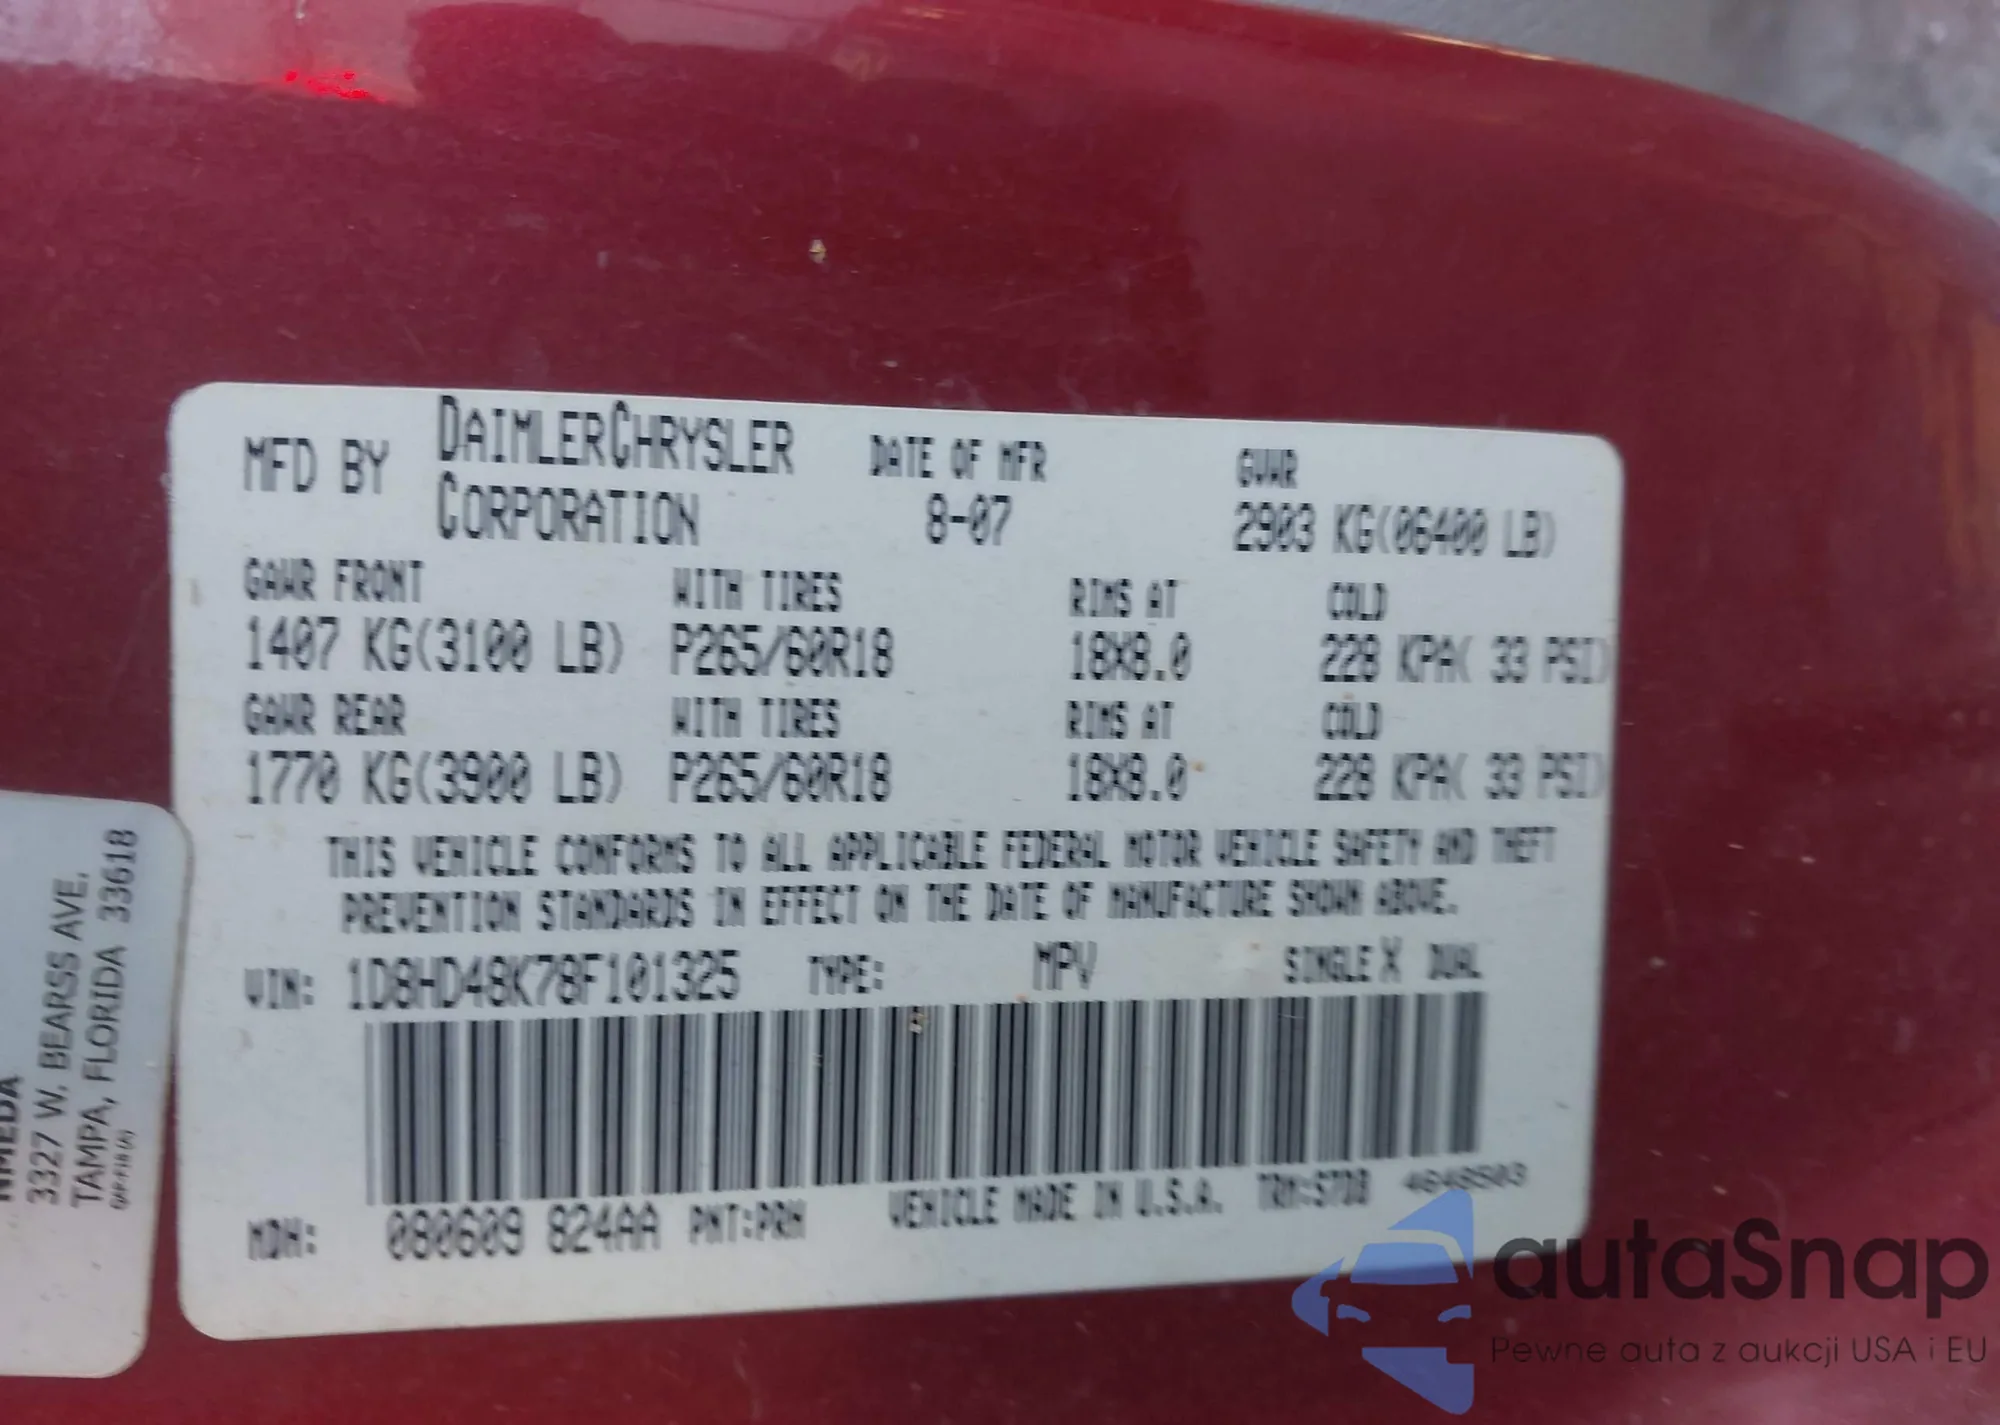 MFD BY DAIMLERCHRYSLER CORPORATION
DATE OF MFR
8-07
GVWR
2903 KG(06400 LB)
GAWR FRONT WITH TIRES RIMS AT COLD
1407 KG(3100 LB) P265/60R18 18X8.0 228 KPA( 33 PSI)
GAWR REAR WITH TIRES RIMS AT COLD
1770 KG(3900 LB) P265/60R18 18X8.0 228 KPA( 33 PSI)
THIS VEHICLE CONFORMS TO ALL APPLICABLE FEDERAL MOTOR VEHICLE SAFETY AND THEFT
PREVENTION STANDARDS IN EFFECT ON THE DATE OF MANUFACTURE SHOWN ABOVE.
VIN: 1D8HD48K78F101325 TYPE: MPV SINGLE X DUAL
MDH: 080609 824AA PNT:PRH VEHICLE MADE IN U.S.A. TRM:S7DB 4648503
3327 W. BEARSS AVE.
TAMPA, FLORIDA 33618
autaSnap
Pewne auta z aukcji USA i EU